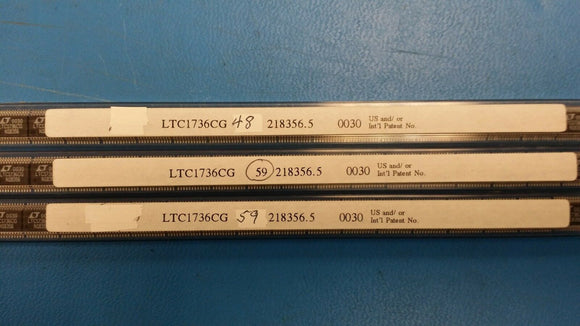 LTC1736CG 48 218356.5 0030 US and/ or
Int'l Patent No.
LTC1736CG 59 218356.5 0030 US and/ or
Int'l Patent No.
LTC1736CG 59 218356.5 0030 US and/ or
Int'l Patent No.